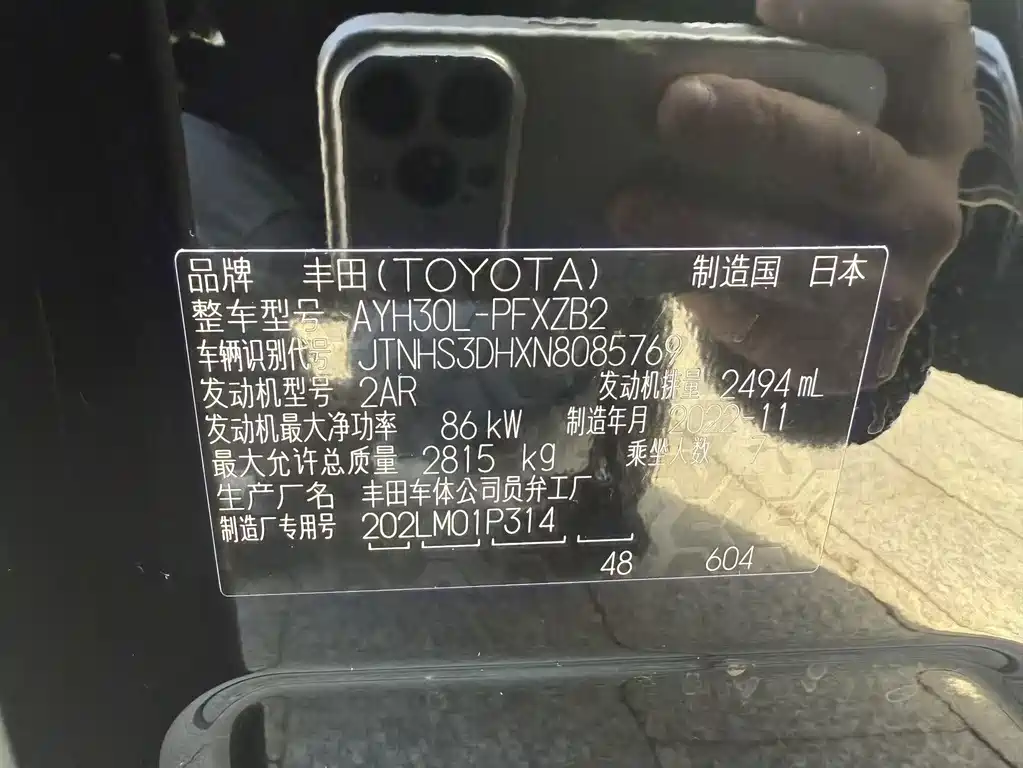 品牌 丰田(TOYOTA) 制造国 日本
整车型号 AYH30L-PFXZB2
车辆识别代号 JTNHS3DHXN8085769
发动机型号 2AR 发动机排量 2494 mL
发动机最大净功率 86 kW 制造年月 2022-11
最大允许总质量 2815 kg 乘坐人数 7
生产厂名 丰田车体公司员弁工厂
制造厂专用号 202LM01P314
48 604